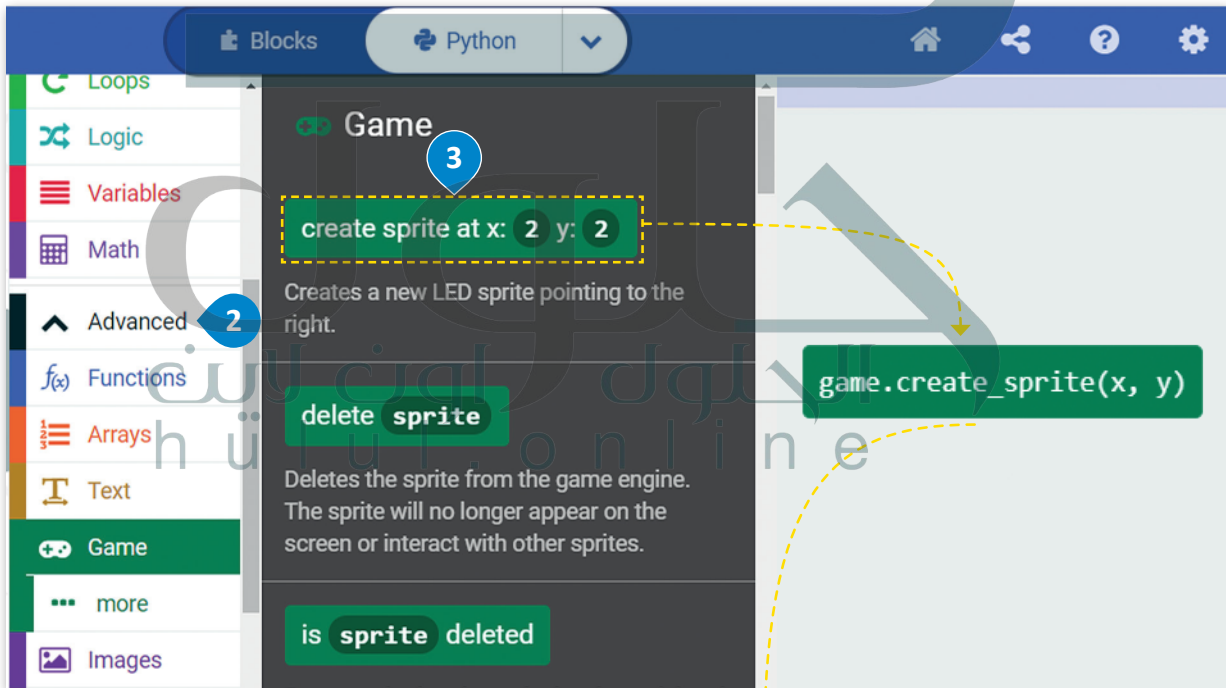 Blocks
Python
Loops
Logic
Variables
Math
Advanced
2
Functions
Arrays
Text
Game
more
Images
Game
3
create sprite at x: 2 y: 2
Creates a new LED sprite pointing to the
right.
delete sprite
Deletes the sprite from the game engine.
The sprite will no longer appear on the
screen or interact with other sprites.
is sprite deleted
game.create_sprite(x, y)
حلول
الحلول اون لاين
hulul.online